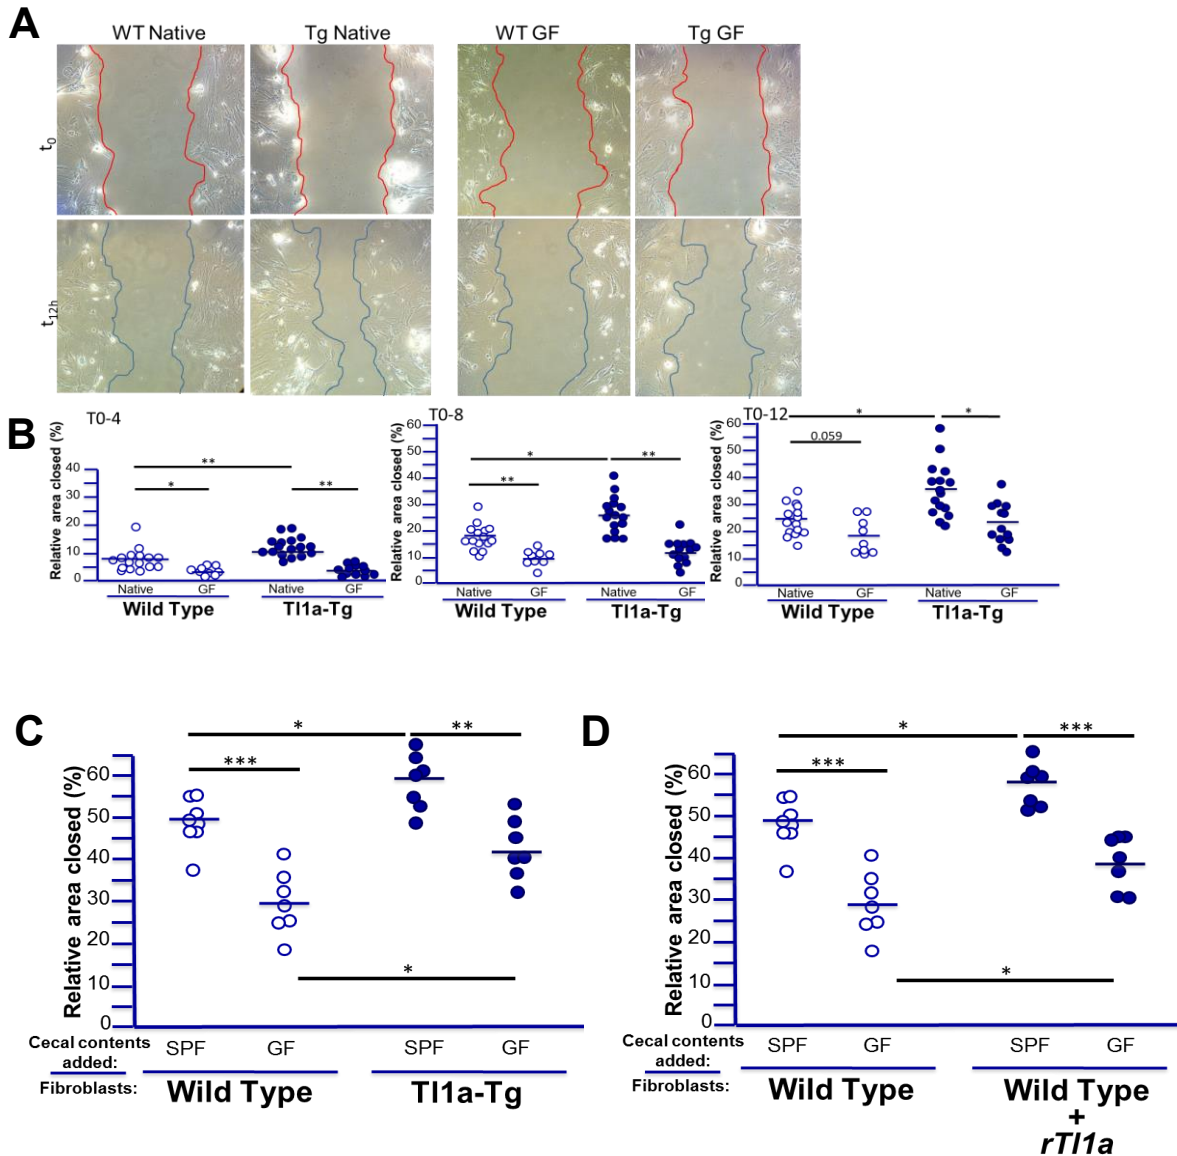 A
WT Native
Tg Native
WT GF
Tg GF
t0
t12h
B
T0-4
T0-8
T0-12
Relative area closed (%)
40
30
20
10
0
**
*
**
Native
GF
Native
GF
Wild Type
Tl1a-Tg
Relative area closed (%)
60
50
40
30
20
10
0
*
**
**
Native
GF
Native
GF
Wild Type
Tl1a-Tg
Relative area closed (%)
60
50
40
30
20
10
0
*
*
0.059
Native
GF
Native
GF
Wild Type
Tl1a-Tg
C
Relative area closed (%)
60
50
40
30
20
10
0
*
**
***
*
Cecal contents
added:
SPF
GF
SPF
GF
Fibroblasts:
Wild Type
Tl1a-Tg
D
Relative area closed (%)
60
50
40
30
20
10
0
*
***
***
*
Cecal contents
added:
SPF
GF
SPF
GF
Fibroblasts:
Wild Type
Wild Type
+
rTl1a